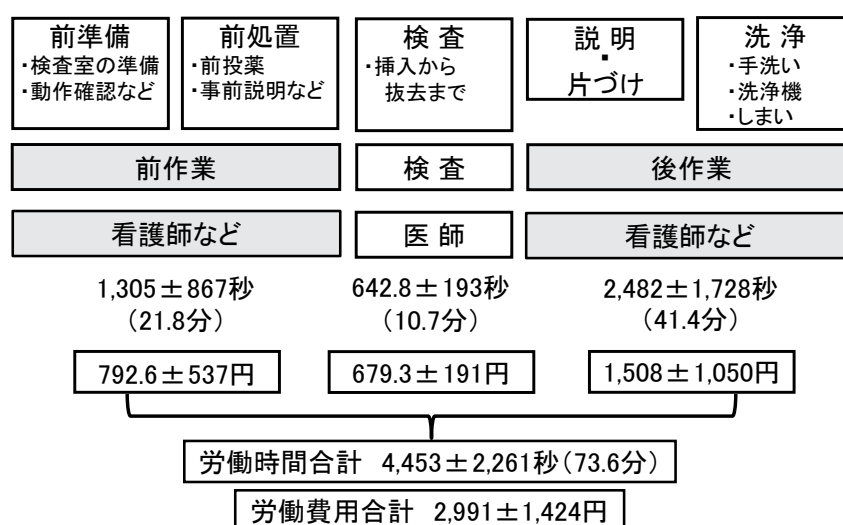 前準備
・検査室の準備
・動作確認など
前処置
・前投薬
・事前説明など
検 査
・挿入から
抜去まで
説 明
・
片づけ
洗 浄
・手洗い
・洗浄機
・しまい
前作業
検 査
後作業
看護師など
医 師
看護師など
1,305±867秒
（21.8分）
642.8±193秒
（10.7分）
2,482±1,728秒
（41.4分）
792.6±537円
679.3±191円
1,508±1,050円
労働時間合計 4,453±2,261秒（73.6分）
労働費用合計 2,991±1,424円